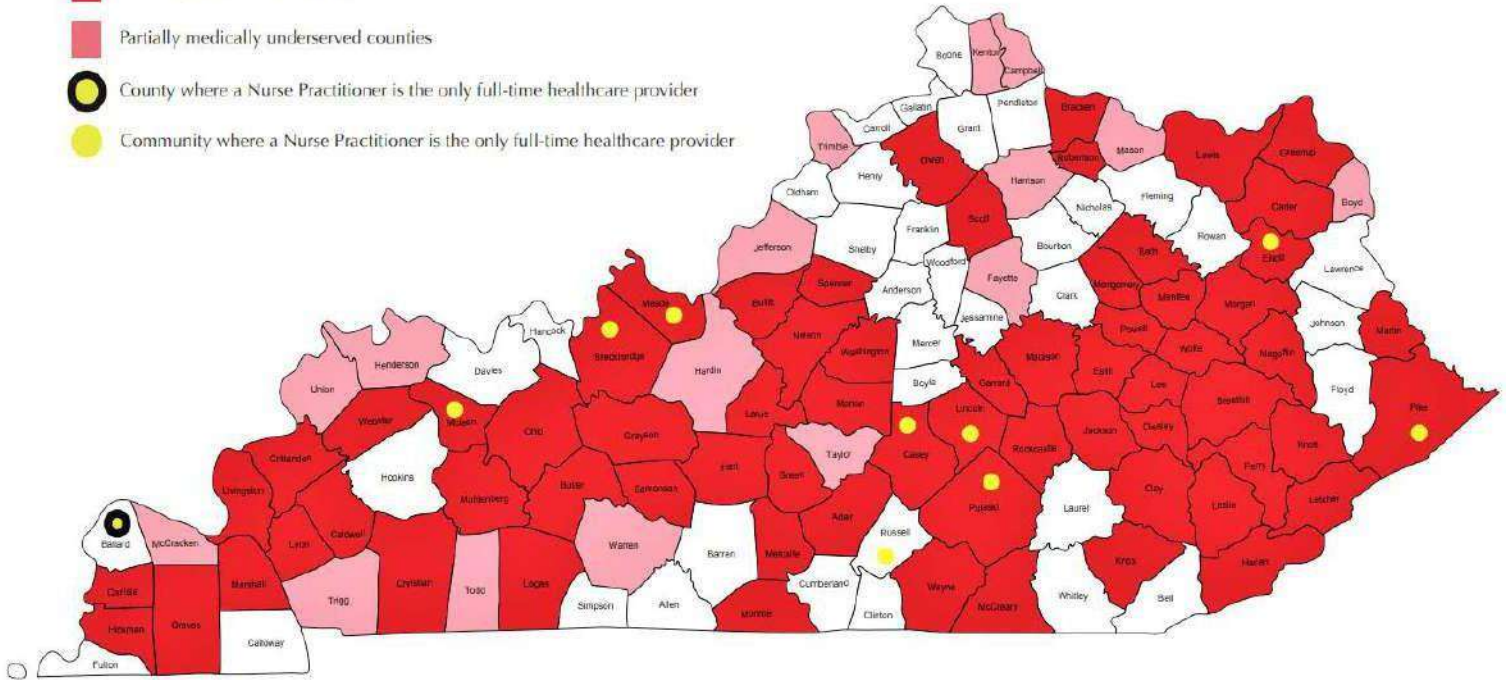 Partially medically underserved counties
County where a Nurse Practitioner is the only full-time healthcare provider
Community where a Nurse Practitioner is the only full-time healthcare provider
Boone
Kenton
Campbell
Gallatin
Pendleton
Carroll
Grant
Bracken
Trimble
Owen
Robertson
Mason
Lewis
Greenup
Henry
Harrison
Oldham
Nicholas
Fleming
Carter
Boyd
Scott
Franklin
Rowan
Jefferson
Shelby
Bourbon
Elliott
Woodford
Bath
Lawrence
Spencer
Anderson
Fayette
Clark
Montgomery
Menifee
Morgan
Meade
Bullitt
Jessamine
Hancock
Breckinridge
Nelson
Mercer
Powell
Johnson
Martin
Washington
Madison
Wolfe
Magoffin
Henderson
Davies
Hardin
Boyle
Garrard
Estill
Lee
Union
Floyd
Webster
McLean
Larue
Marion
Lincoln
Breathitt
Pike
Ohio
Grayson
Casey
Rockcastle
Jackson
Owsley
Knott
Crittenden
Taylor
Perry
Hopkins
Hart
Green
Livingston
Muhlenberg
Butler
Edmonson
Pulaski
Laurel
Clay
Leslie
Letcher
Lyon
Caldwell
Adair
Russell
Ballard
McCracken
Warren
Barren
Metcalfe
Knox
Harlan
Carlisle
Marshall
Trigg
Christian
Todd
Logan
Cumberland
Wayne
Whitley
Bell
Simpson
Allen
Monroe
Clinton
McCreary
Hickman
Graves
Calloway
Fulton